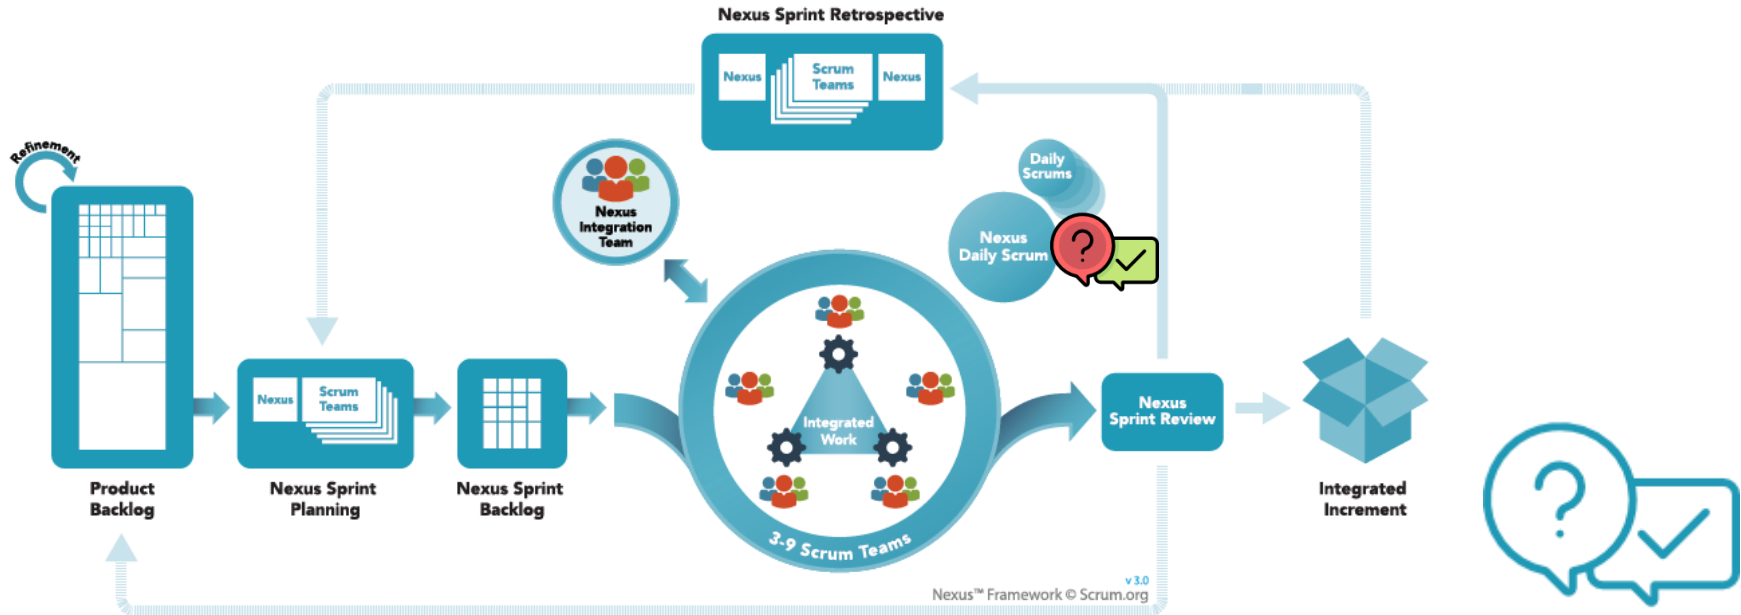 Nexus Sprint Retrospective
Nexus
Scrum
Teams
Nexus
Refinement
Daily
Scrums
Nexus
Integration
Team
Nexus
Daily Scrum
?
Nexus
Scrum
Teams
Integrated
Work
Nexus
Sprint Review
Product
Backlog
Nexus Sprint
Planning
Nexus Sprint
Backlog
Integrated
Increment
?
3-9 Scrum Teams
v 3.0
Nexus™ Framework © Scrum.org